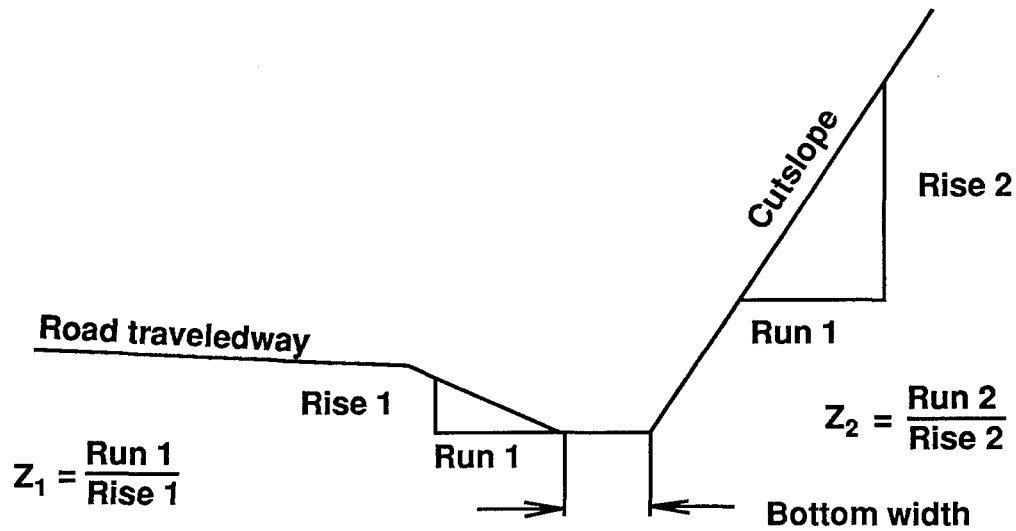 Cutslope
Rise 2
Run 1
Road traveledway
Rise 1
Run 1
Z₁ = Run 1
Rise 1
Z₂ = Run 2
Rise 2
Bottom width